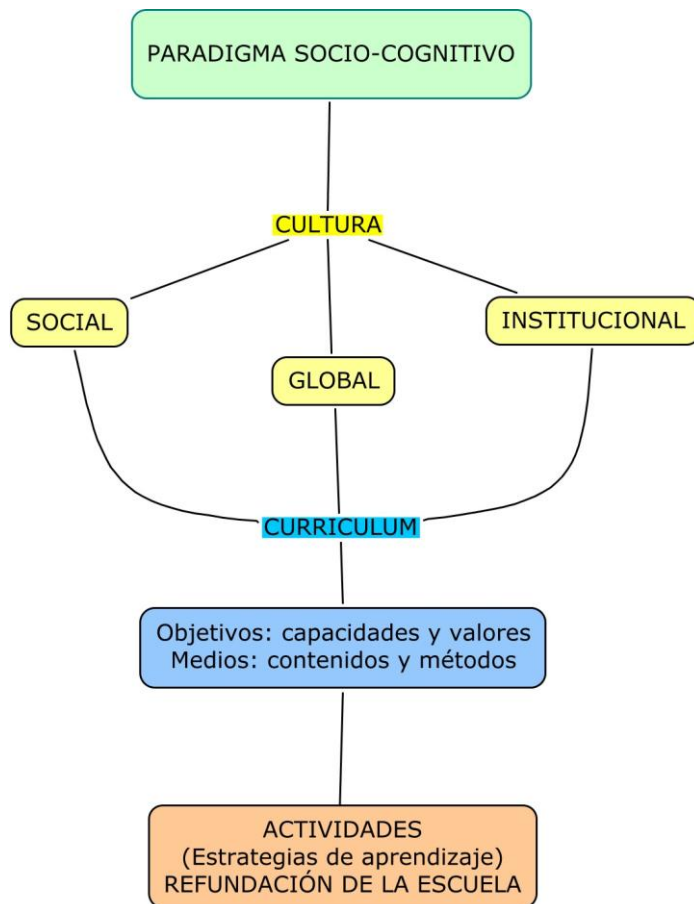 PARADIGMA SOCIO-COGNITIVO
CULTURA
SOCIAL
INSTITUCIONAL
GLOBAL
CURRICULUM
Objetivos: capacidades y valores
Medios: contenidos y métodos
ACTIVIDADES
(Estrategias de aprendizaje)
REFUNDACIÓN DE LA ESCUELA